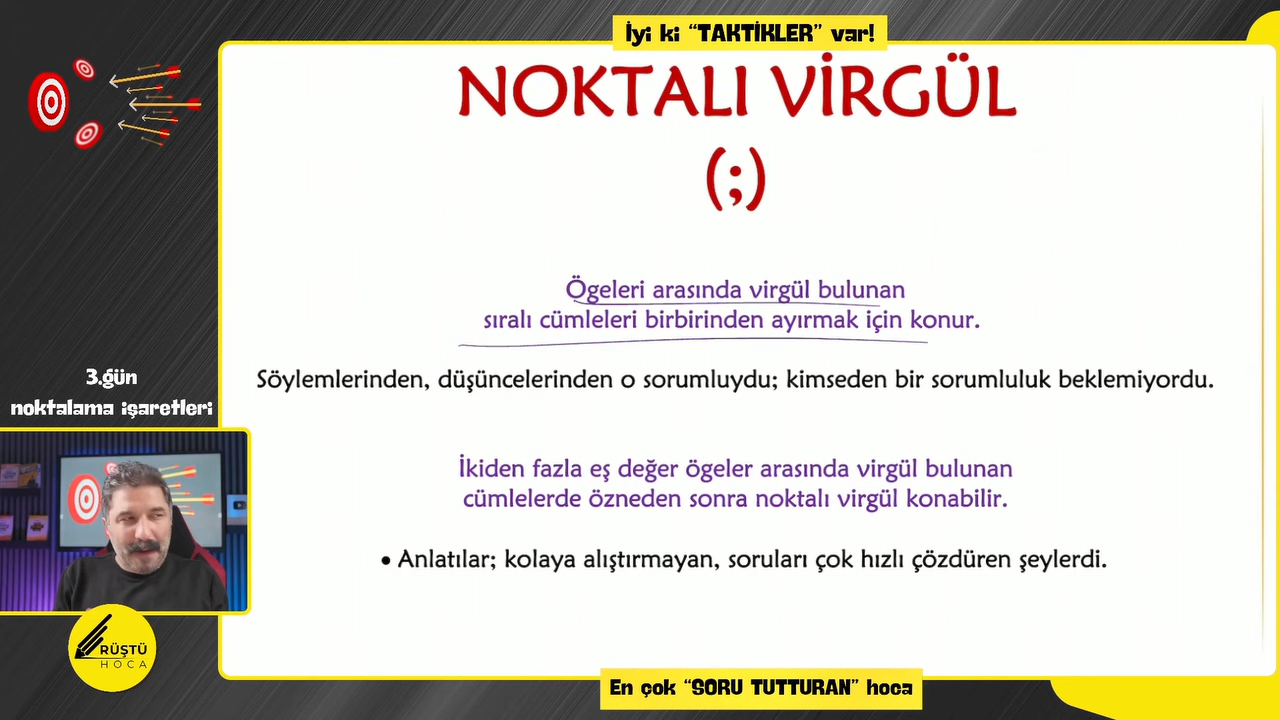 İyi ki “TAKTİKLER” var!
NOKTALI VİRGÜL
(;)
Ögeleri arasında virgül bulunan
sıralı cümleleri birbirinden ayırmak için konur.
Söylemlerinden, düşüncelerinden o sorumluydu; kimseden bir sorumluluk beklemiyordu.
İkiden fazla eş değer ögeler arasında virgül bulunan
cümlelerde özneden sonra noktalı virgül konabilir.
• Anlatılar; kolaya alıştırmayan, soruları çok hızlı çözdüren şeylerdi.
3.gün
noktalama işaretleri
RÜŞTÜ
HOCA
En çok “SORU TUTTURAN” hoca